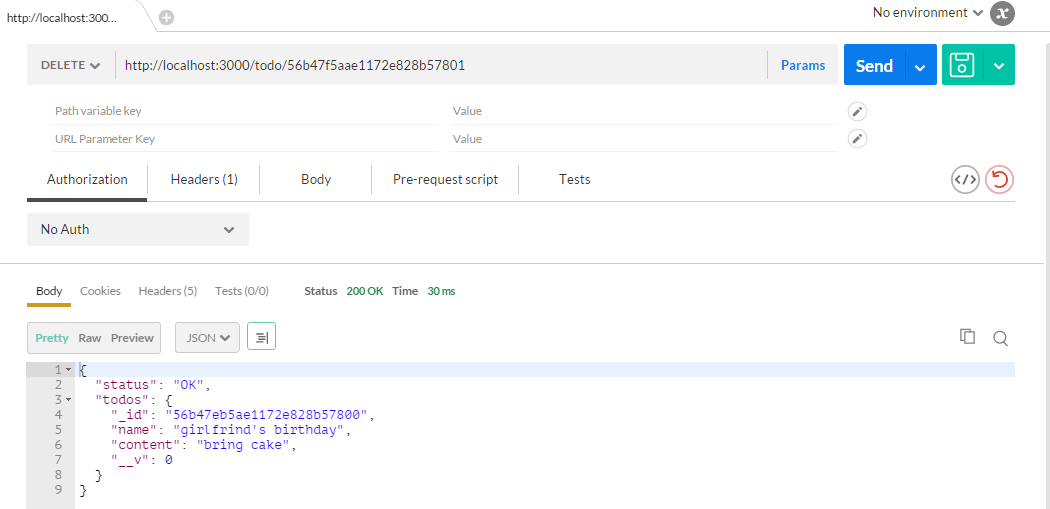 http://localhost:300...
No environment
DELETE http://localhost:3000/todo/56b47f5aae1172e828b57801 Params Send
Path variable key Value
URL Parameter Key Value
Authorization Headers (1) Body Pre-request script Tests
No Auth
Body Cookies Headers (5) Tests (0/0) Status 200 OK Time 30 ms
Pretty Raw Preview JSON
1 {
2 "status": "OK",
3 "todos": {
4 "_id": "56b47eb5ae1172e828b57800",
5 "name": "girlfrind's birthday",
6 "content": "bring cake",
7 "__v": 0
8 }
9 }